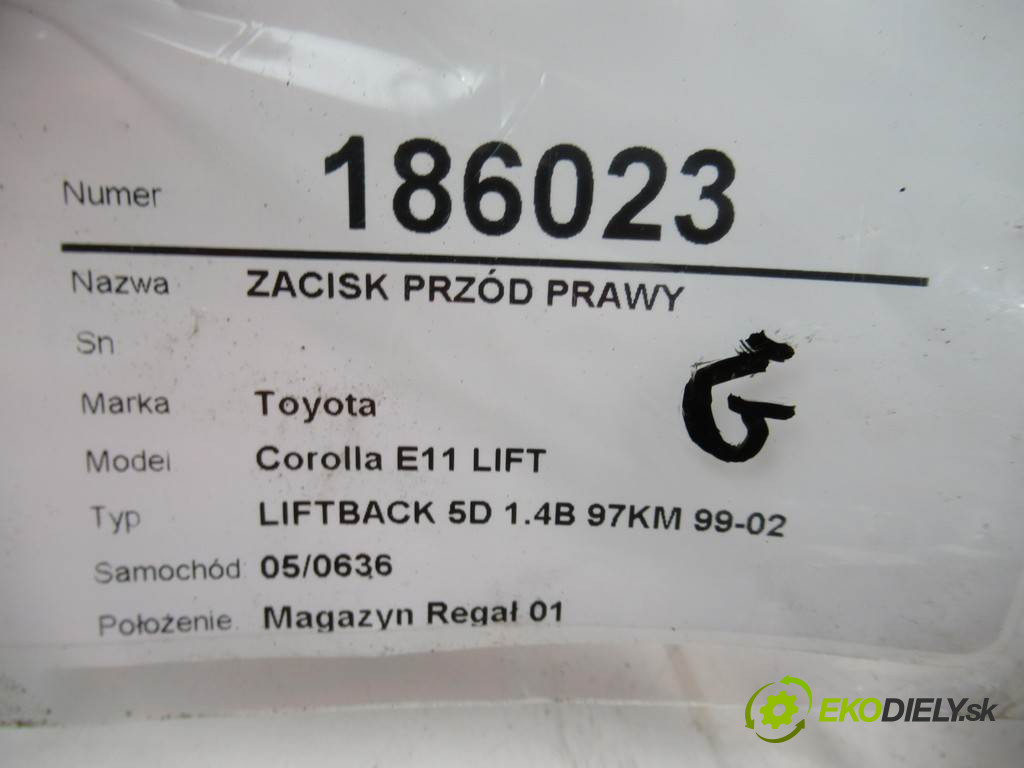 Numer 186023
Nazwa ZACISK PRZÓD PRAWY
Sn
Marka Toyota
Model Corolla E11 LIFT
G
Typ LIFTBACK 5D 1.4B 97KM 99-02
Samochód 05/0636
Położenie Magazyn Regał 01
EKODIELY.sk